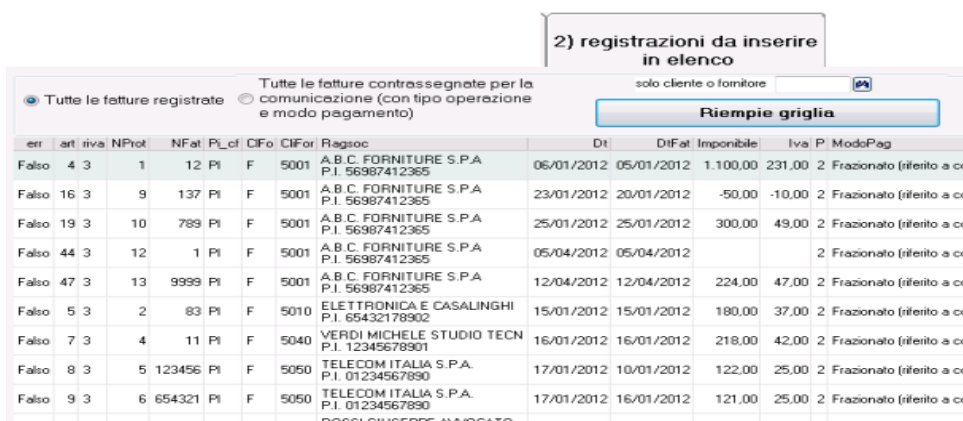 2) registrazioni da inserire
in elenco
Tutte le fatture registrate
Tutte le fatture contrassegnate per la
comunicazione (con tipo operazione
e modo pagamento)
solo cliente o fornitore
Riempie griglia
err art riva NProt NFat Pi_cf ClFo CliFor Ragsoc Dt DtFat Imponibile Iva P ModoPag
Falso 4 3 1 12 PI F 5001 A.B.C. FORNITURE S.P.A 06/01/2012 05/01/2012 1.100,00 231,00 2 Frazionato (riferito a co
P.I. 56987412365
Falso 16 3 9 137 PI F 5001 A.B.C. FORNITURE S.P.A 23/01/2012 20/01/2012 -50,00 -10,00 2 Frazionato (riferito a co
P.I. 56987412365
Falso 19 3 10 789 PI F 5001 A.B.C. FORNITURE S.P.A 25/01/2012 25/01/2012 300,00 49,00 2 Frazionato (riferito a co
P.I. 56987412365
Falso 44 3 12 1 PI F 5001 A.B.C. FORNITURE S.P.A 05/04/2012 05/04/2012 2 Frazionato (riferito a co
P.I. 56987412365
Falso 47 3 13 9999 PI F 5001 A.B.C. FORNITURE S.P.A 12/04/2012 12/04/2012 224,00 47,00 2 Frazionato (riferito a co
P.I. 56987412365
Falso 5 3 2 83 PI F 5010 ELETTRONICA E CASALINGHI 15/01/2012 15/01/2012 180,00 37,00 2 Frazionato (riferito a co
P.I. 65432178902
Falso 7 3 4 11 PI F 5040 VERDI MICHELE STUDIO TECN 16/01/2012 16/01/2012 218,00 42,00 2 Frazionato (riferito a co
P.I. 12345678901
Falso 8 3 5 123456 PI F 5050 TELECOM ITALIA S.P.A. 17/01/2012 10/01/2012 122,00 25,00 2 Frazionato (riferito a co
P.I. 01234567890
Falso 9 3 6 654321 PI F 5050 TELECOM ITALIA S.P.A. 17/01/2012 16/01/2012 121,00 25,00 2 Frazionato (riferito a co
P.I. 01234567890